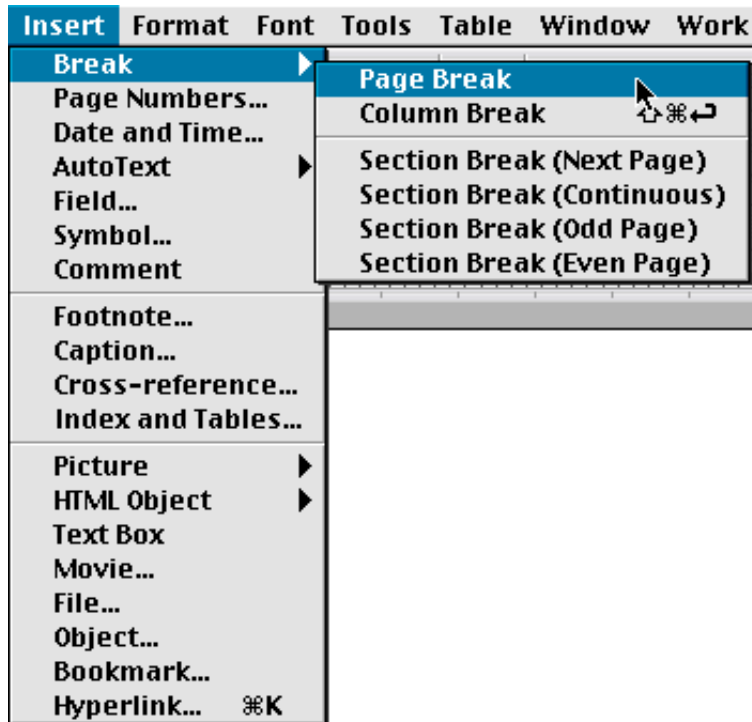 Insert Format Font Tools Table Window Work
Break
Page Numbers...
Date and Time...
AutoText
Field...
Symbol...
Comment
Footnote...
Caption...
Cross-reference...
Index and Tables...
Picture
HTML Object
Text Box
Movie...
File...
Object...
Bookmark...
Hyperlink... ⌘K
Page Break
Column Break ⇧⌘↩
Section Break (Next Page)
Section Break (Continuous)
Section Break (Odd Page)
Section Break (Even Page)